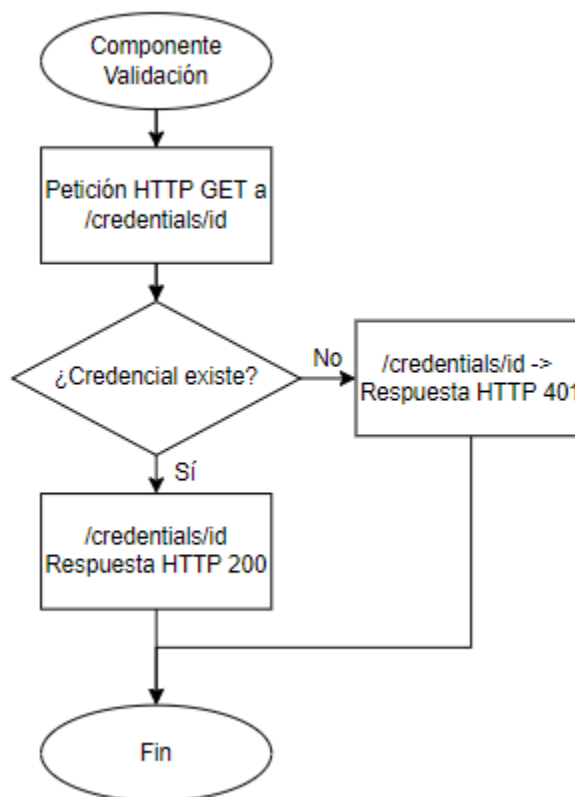 Componente
Validación
Petición HTTP GET a
/credentials/id
¿Credencial existe?
No
/credentials/id ->
Respuesta HTTP 401
Sí
/credentials/id
Respuesta HTTP 200
Fin